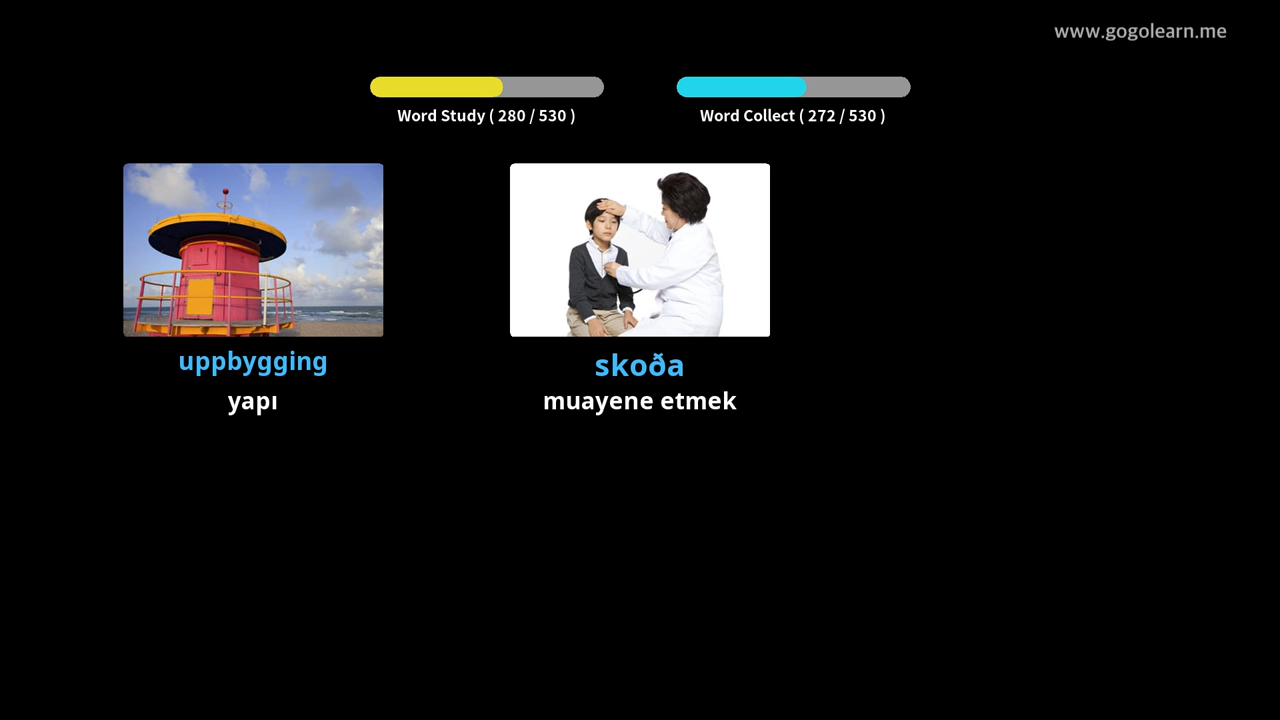 www.gogolearn.me
Word Study ( 280 / 530 )
Word Collect ( 272 / 530 )
uppbygging
yapı
skoða
muayene etmek